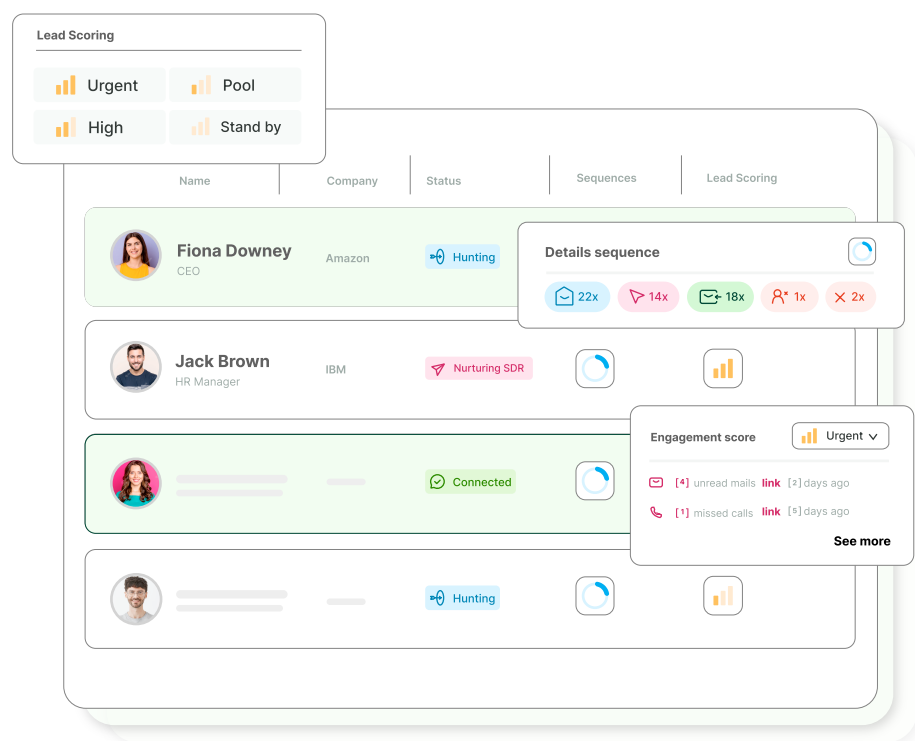 Lead Scoring
Urgent Pool
High Stand by
Name Company Status Sequences Lead Scoring
Fiona Downey
CEO
Amazon
Hunting
Details sequence
22x 14x 18x 1x 2x
Jack Brown
HR Manager
IBM
Nurturing SDR
Connected
Engagement score
Urgent
[4] unread mails link [2] days ago
[1] missed calls link [5] days ago
See more
Hunting